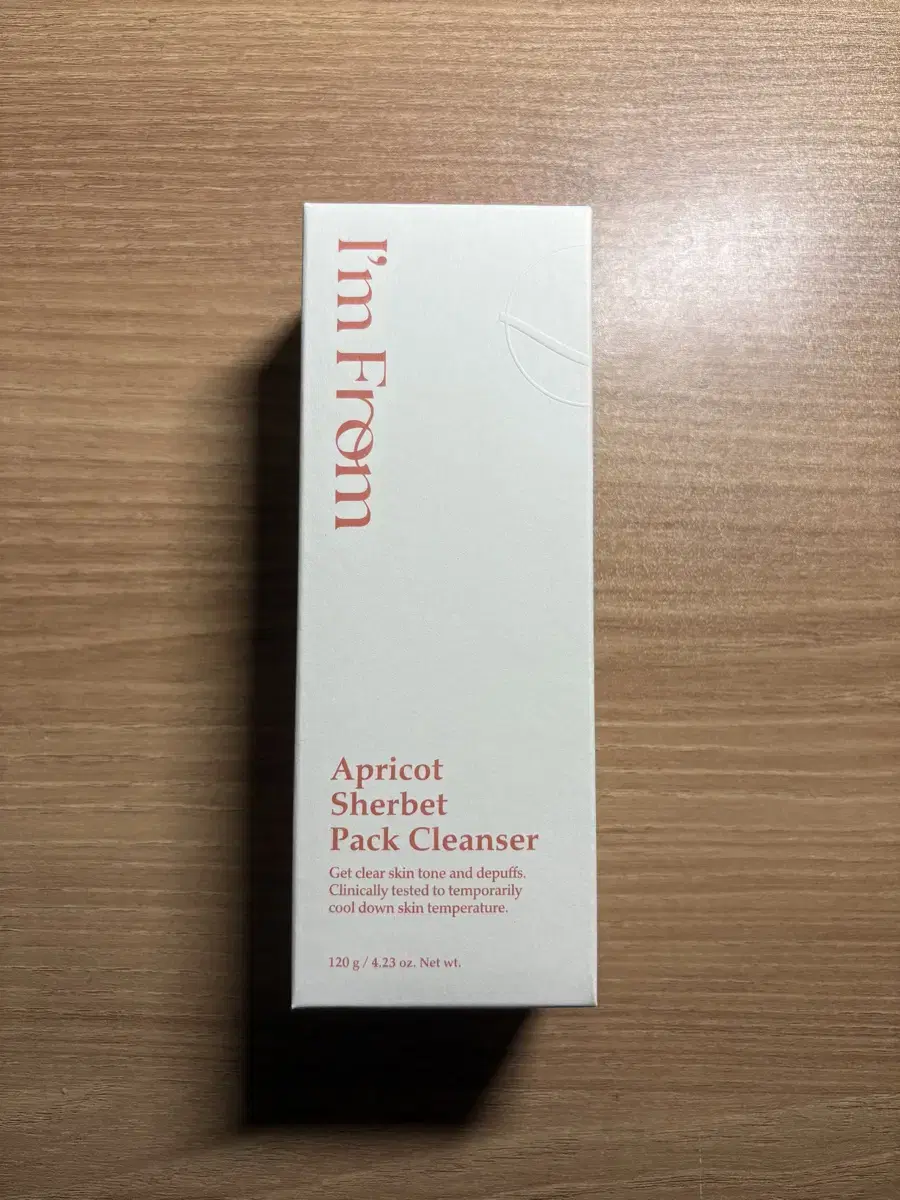 I'm From
Apricot
Sherbet
Pack Cleanser
Get clear skin tone and depuffs.
Clinically tested to temporarily
cool down skin temperature.
120 g / 4.23 oz. Net wt.